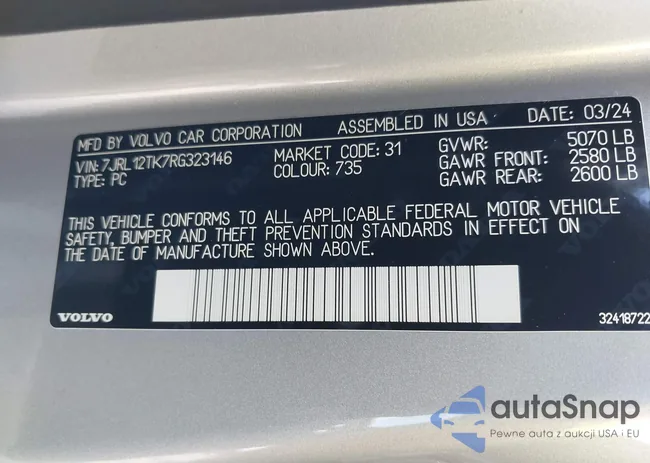 MFD BY VOLVO CAR CORPORATION ASSEMBLED IN USA DATE: 03/24
VIN: 7JRL12TK7RG323146 MARKET CODE: 31 GVWR: 5070 LB
TYPE: PC COLOUR: 735 GAWR FRONT: 2580 LB
GAWR REAR: 2600 LB
THIS VEHICLE CONFORMS TO ALL APPLICABLE FEDERAL MOTOR VEHICLE
SAFETY, BUMPER AND THEFT PREVENTION STANDARDS IN EFFECT ON
THE DATE OF MANUFACTURE SHOWN ABOVE.
VOLVO 32418722
autaSnap
Pewne auta z aukcji USA i EU